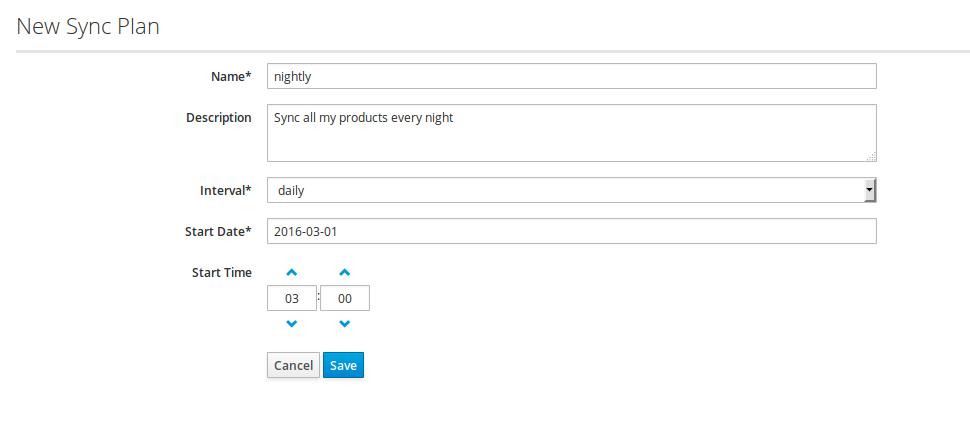 New Sync Plan
Name* nightly
Description Sync all my products every night
Interval* daily
Start Date* 2016-03-01
Start Time
03 : 00
Cancel Save